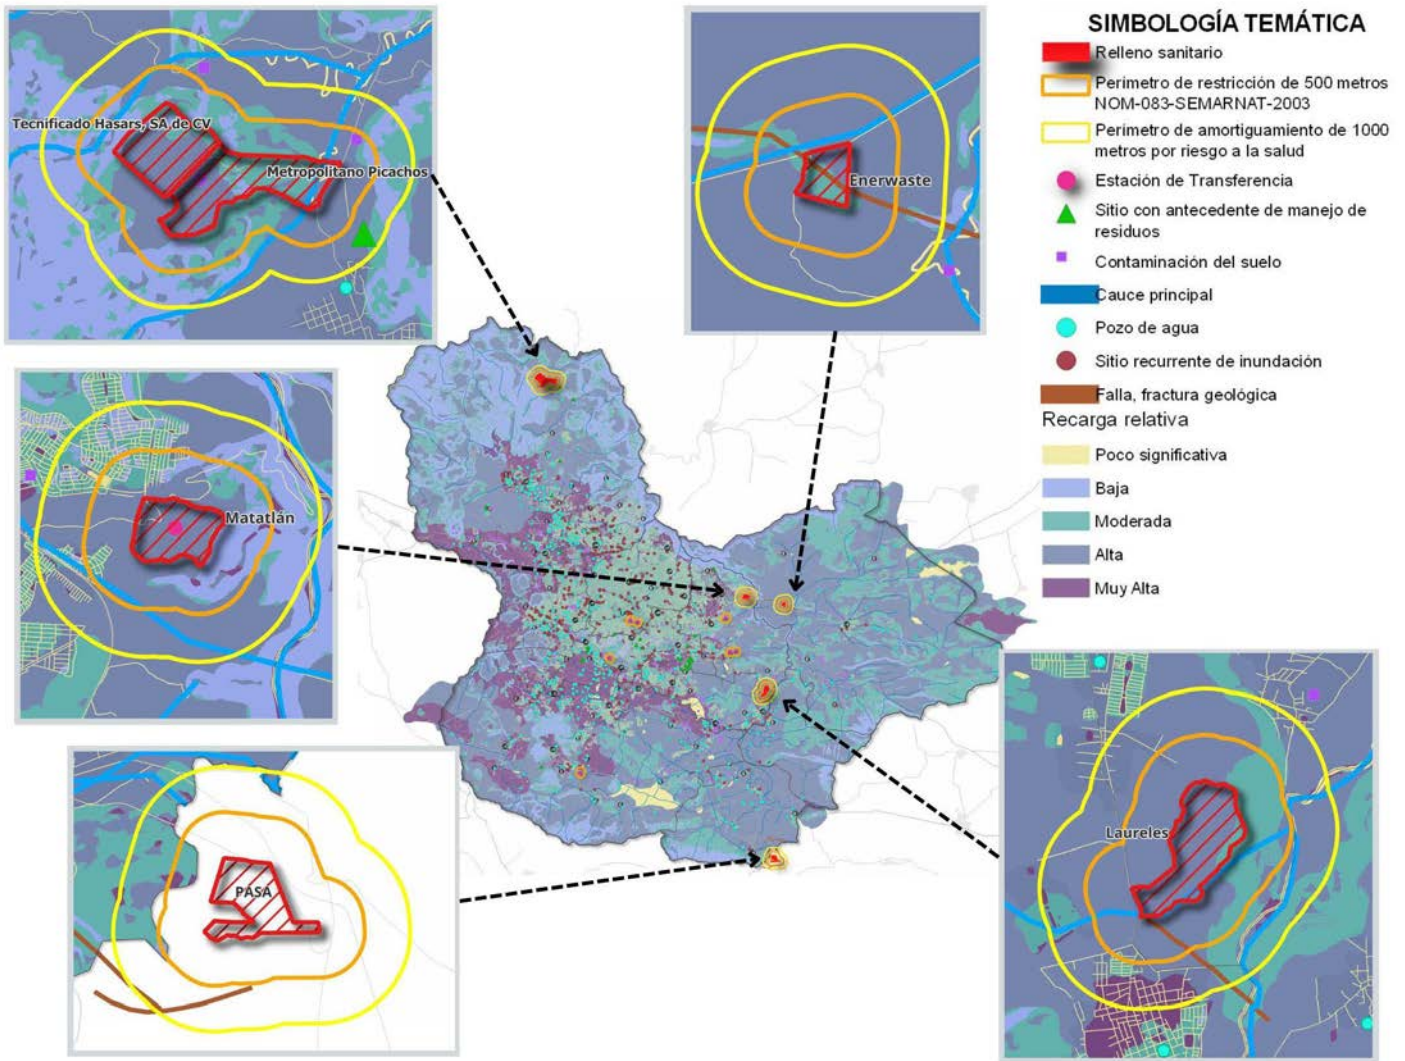 SIMBOLOGÍA TEMÁTICA
Relleno sanitario
Perímetro de restricción de 500 metros
NOM-083-SEMARNAT-2003
Perímetro de amortiguamiento de 1000
metros por riesgo a la salud
Estación de Transferencia
Sitio con antecedente de manejo de
residuos
Contaminación del suelo
Cauce principal
Pozo de agua
Sitio recurrente de inundación
Falla, fractura geológica
Recarga relativa
Poco significativa
Baja
Moderada
Alta
Muy Alta
Tecnificado Hasars, SA de CV
Metropolitano Picachos
Enerwaste
Matatlán
PASA
Laureles